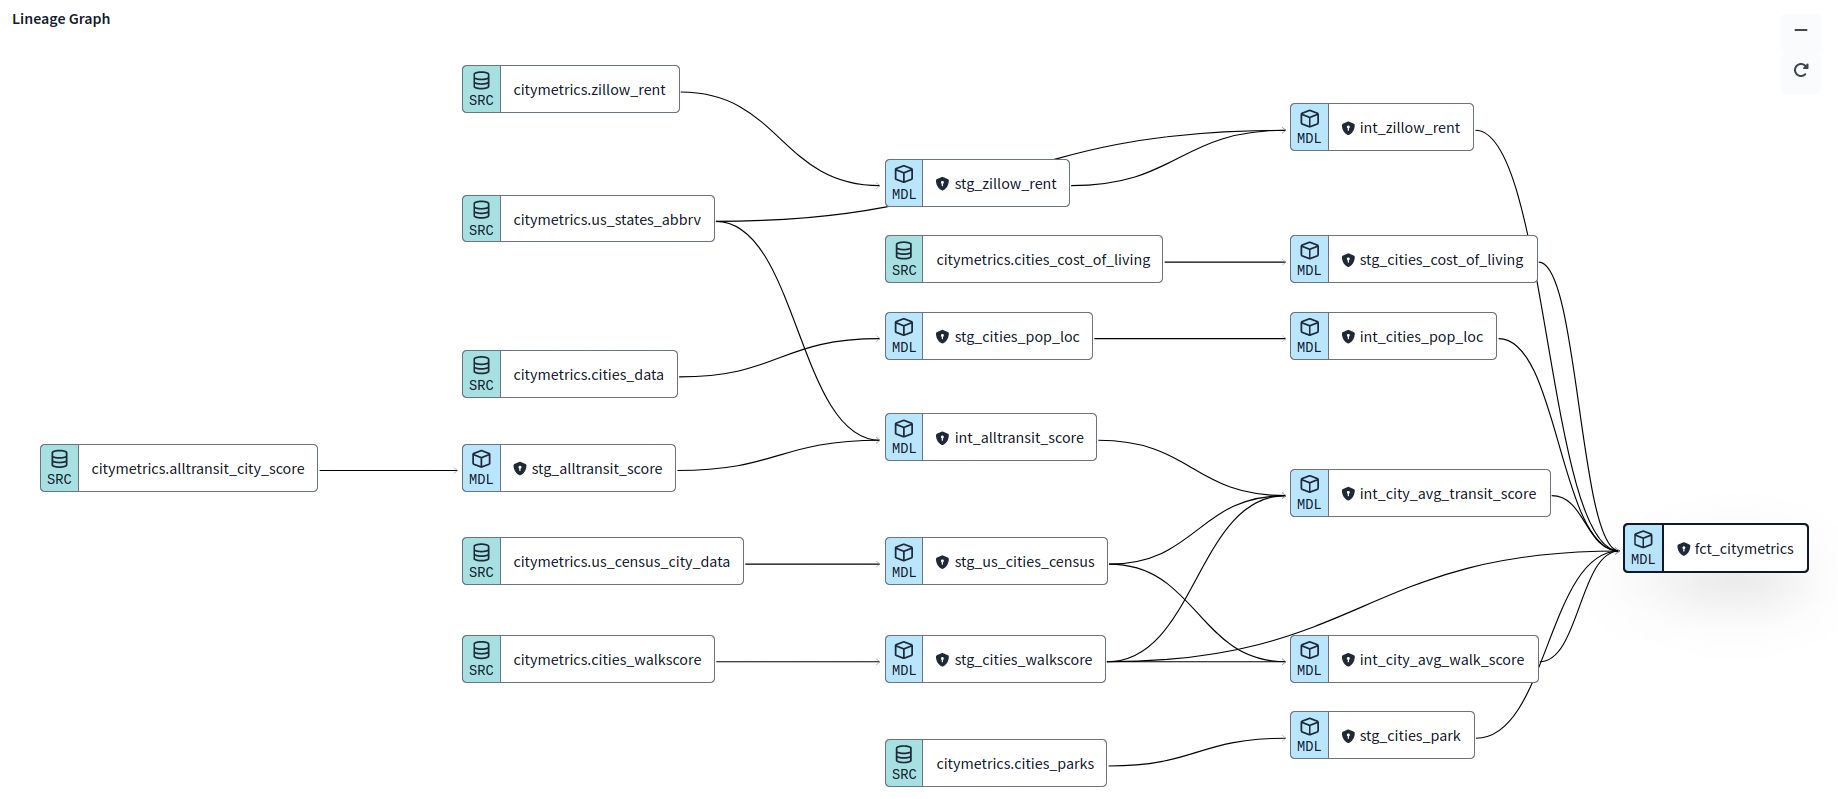 Lineage Graph
SRC citymetrics.zillow_rent
MDL int_zillow_rent
MDL stg_zillow_rent
SRC citymetrics.us_states_abbrv
SRC citymetrics.cities_cost_of_living
MDL stg_cities_cost_of_living
MDL stg_cities_pop_loc
MDL int_cities_pop_loc
SRC citymetrics.cities_data
MDL int_alltransit_score
SRC citymetrics.alltransit_city_score
MDL stg_alltransit_score
MDL int_city_avg_transit_score
MDL fct_citymetrics
SRC citymetrics.us_census_city_data
MDL stg_us_cities_census
SRC citymetrics.cities_walkscore
MDL stg_cities_walkscore
MDL int_city_avg_walk_score
MDL stg_cities_park
SRC citymetrics.cities_parks